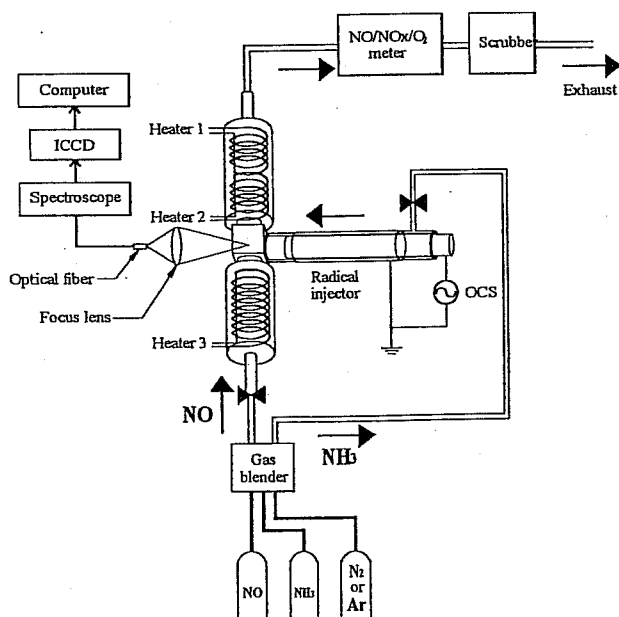 NO/NOx/O2
meter
Scrubbe
Exhaust
Computer
ICCD
Spectroscope
Heater 1
Heater 2
Optical fiber
Focus lens
Radical
injector
OCS
Heater 3
NO
NH3
Gas
blender
NO
NH3
N2
or
Ar